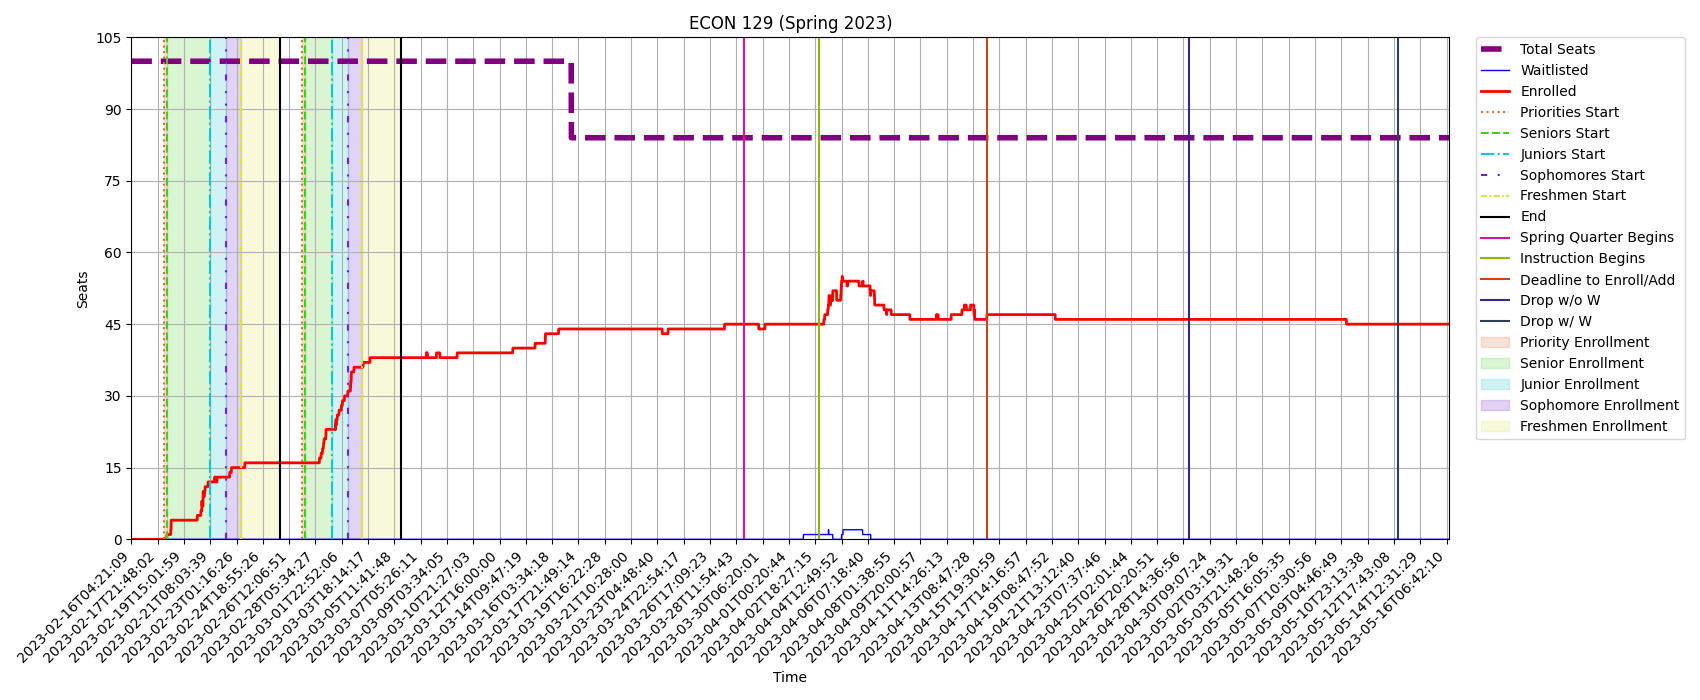 ECON 129 (Spring 2023)
105
90
75
60
45
30
15
0
Seats
2023-02-16T04:21:09
2023-02-17T21:48:02
2023-02-19T15:01:59
2023-02-21T08:03:39
2023-02-23T01:16:26
2023-02-24T18:55:26
2023-02-26T12:06:51
2023-02-28T05:34:27
2023-03-01T22:52:06
2023-03-03T18:14:17
2023-03-05T11:41:48
2023-03-07T05:26:11
2023-03-09T03:34:05
2023-03-10T21:27:03
2023-03-12T16:00:00
2023-03-14T09:47:19
2023-03-16T03:34:18
2023-03-17T21:49:14
2023-03-19T16:22:28
2023-03-21T10:28:00
2023-03-23T04:48:40
2023-03-24T22:54:17
2023-03-26T17:09:23
2023-03-28T11:54:43
2023-03-30T06:20:01
2023-04-01T00:20:44
2023-04-02T18:27:15
2023-04-04T12:49:52
2023-04-06T07:18:40
2023-04-08T01:38:55
2023-04-09T20:00:57
2023-04-11T14:26:13
2023-04-13T08:47:28
2023-04-15T19:30:59
2023-04-17T14:16:57
2023-04-19T08:47:52
2023-04-21T13:12:40
2023-04-23T07:37:46
2023-04-25T02:01:44
2023-04-26T20:20:51
2023-04-28T14:36:56
2023-04-30T09:07:24
2023-05-02T03:19:31
2023-05-03T21:48:26
2023-05-05T16:05:35
2023-05-07T10:30:56
2023-05-09T04:46:49
2023-05-10T23:13:38
2023-05-12T17:43:08
2023-05-14T12:31:29
2023-05-16T06:42:10
Time
Total Seats
Waitlisted
Enrolled
Priorities Start
Seniors Start
Juniors Start
Sophomores Start
Freshmen Start
End
Spring Quarter Begins
Instruction Begins
Deadline to Enroll/Add
Drop w/o W
Drop w/ W
Priority Enrollment
Senior Enrollment
Junior Enrollment
Sophomore Enrollment
Freshmen Enrollment